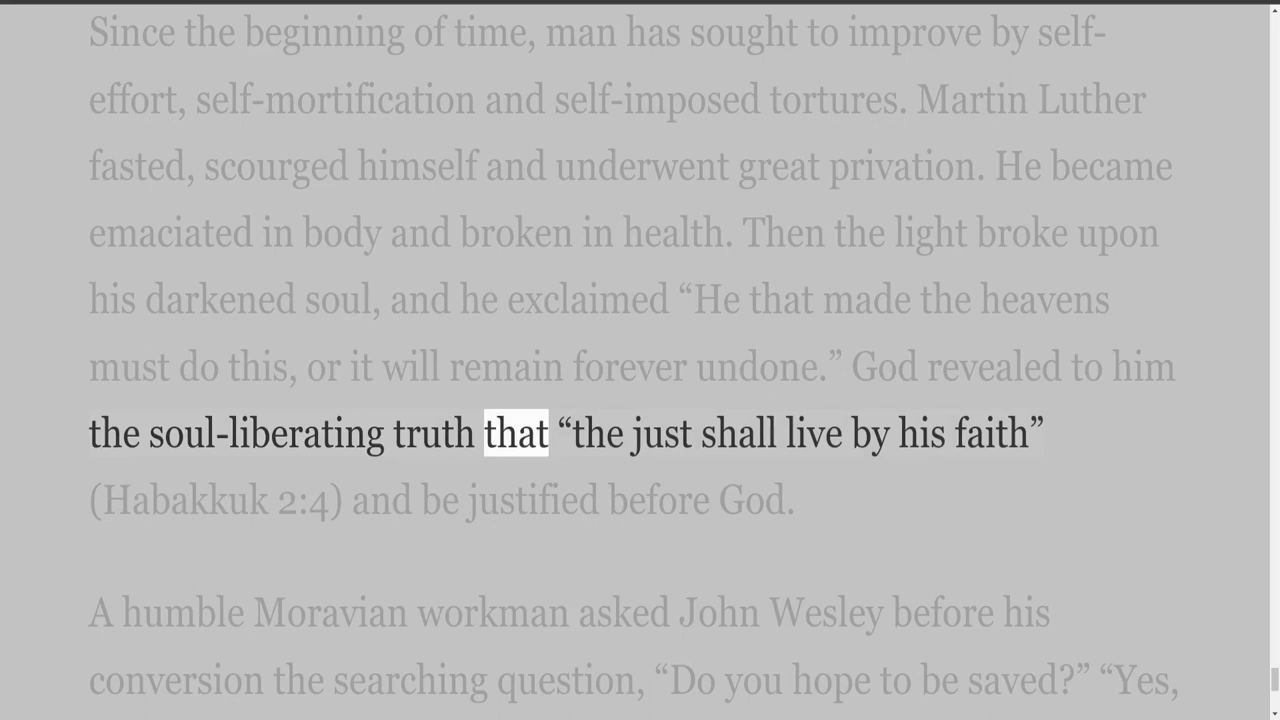 Since the beginning of time, man has sought to improve by self-
effort, self-mortification and self-imposed tortures. Martin Luther
fasted, scourged himself and underwent great privation. He became
emaciated in body and broken in health. Then the light broke upon
his darkened soul, and he exclaimed “He that made the heavens
must do this, or it will remain forever undone.” God revealed to him
the soul-liberating truth that “the just shall live by his faith”
(Habakkuk 2:4) and be justified before God.
A humble Moravian workman asked John Wesley before his
conversion the searching question, “Do you hope to be saved?” “Yes,